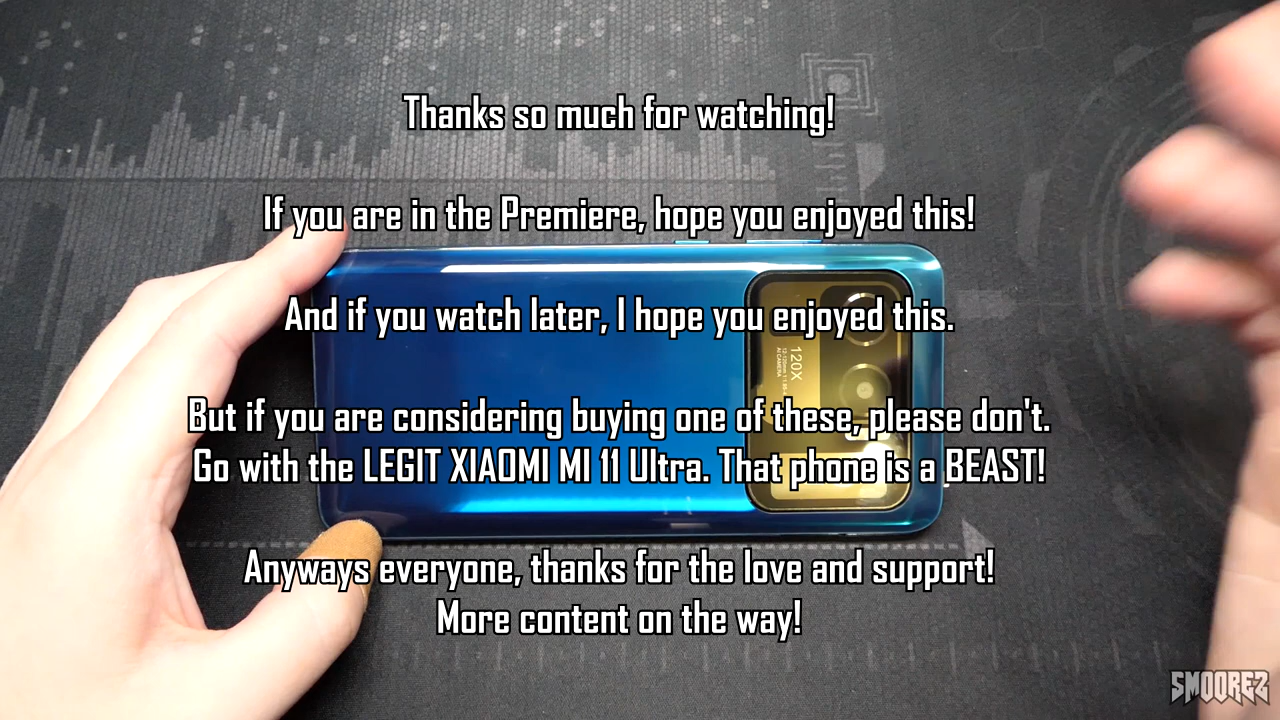 Thanks so much for watching!
If you are in the Premiere, hope you enjoyed this!
And if you watch later, I hope you enjoyed this.
120X
AI CAMERA
But if you are considering buying one of these, please don't.
Go with the LEGIT XIAOMI MI 11 Ultra. That phone is a BEAST!
Anyways everyone, thanks for the love and support!
More content on the way!
SMOOREZ